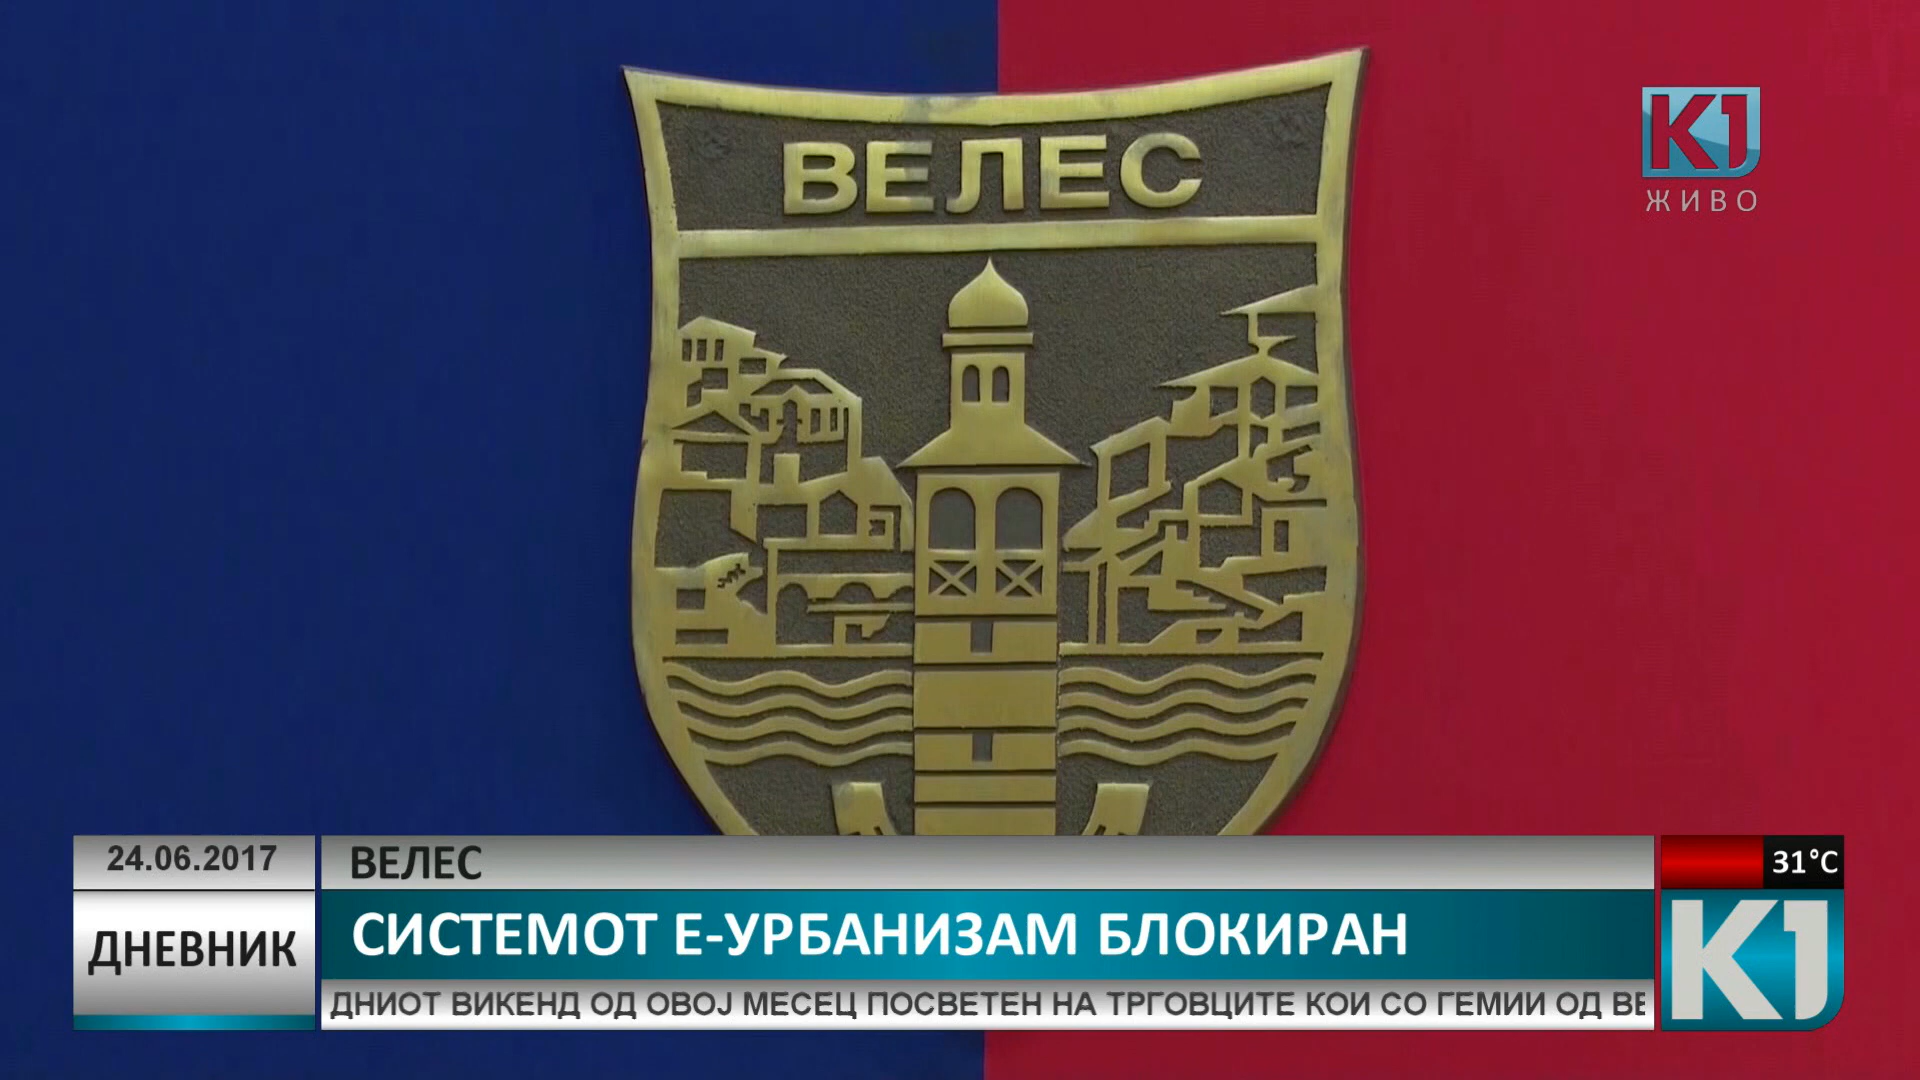 ВЕЛЕС
К1
ЖИВО
24.06.2017
ВЕЛЕС
31°C
ДНЕВНИК
СИСТЕМОТ Е-УРБАНИЗАМ БЛОКИРАН
К1
ДНИОТ ВИКЕНД ОД ОВОЈ МЕСЕЦ ПОСВЕТЕН НА ТРГОВЦИТЕ КОИ СО ГЕМИИ ОД